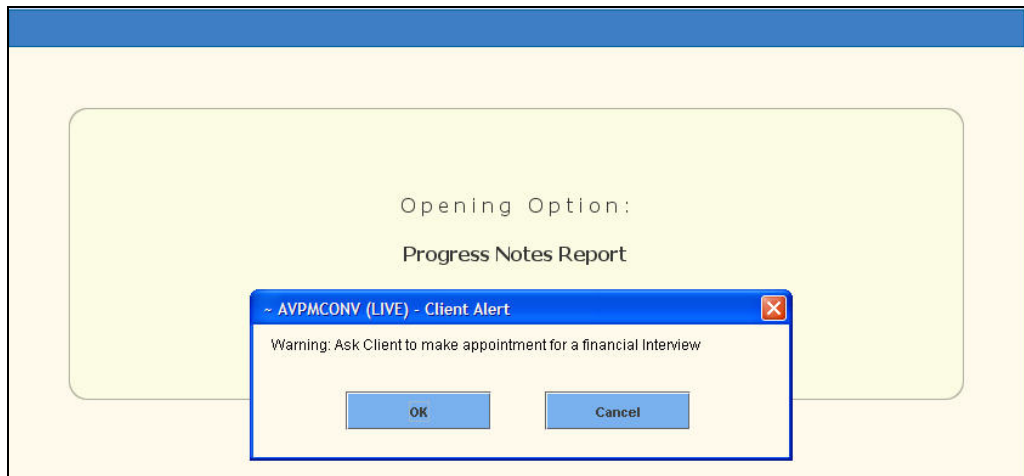 Opening Option:
Progress Notes Report
~ AVPMCONV (LIVE) - Client Alert
Warning: Ask Client to make appointment for a financial Interview
OK Cancel